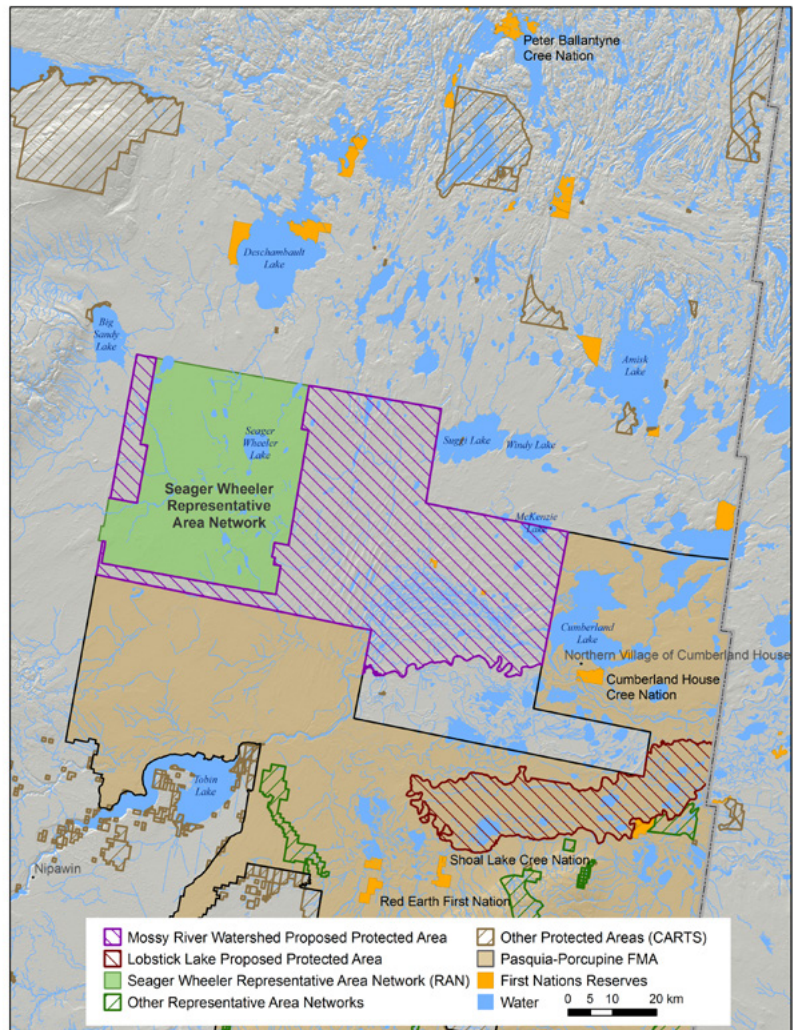 Peter Ballantyne
Cree Nation
Deschambault
Lake
Big
Sandy
Lake
Amisk
Lake
Seager
Wheeler
Lake
Suggi Lake
Windy Lake
Seager Wheeler
Representative
Area Network
McKenzie
Lake
Cumberland
Lake
Northern Village of Cumberland House
Cumberland House
Cree Nation
Tobin
Lake
Nipawin
Shoal Lake Cree Nation
Red Earth First Nation
Mossy River Watershed Proposed Protected Area
Lobstick Lake Proposed Protected Area
Seager Wheeler Representative Area Network (RAN)
Other Representative Area Networks
Other Protected Areas (CARTS)
Pasquia-Porcupine FMA
First Nations Reserves
Water
0 5 10 20 km